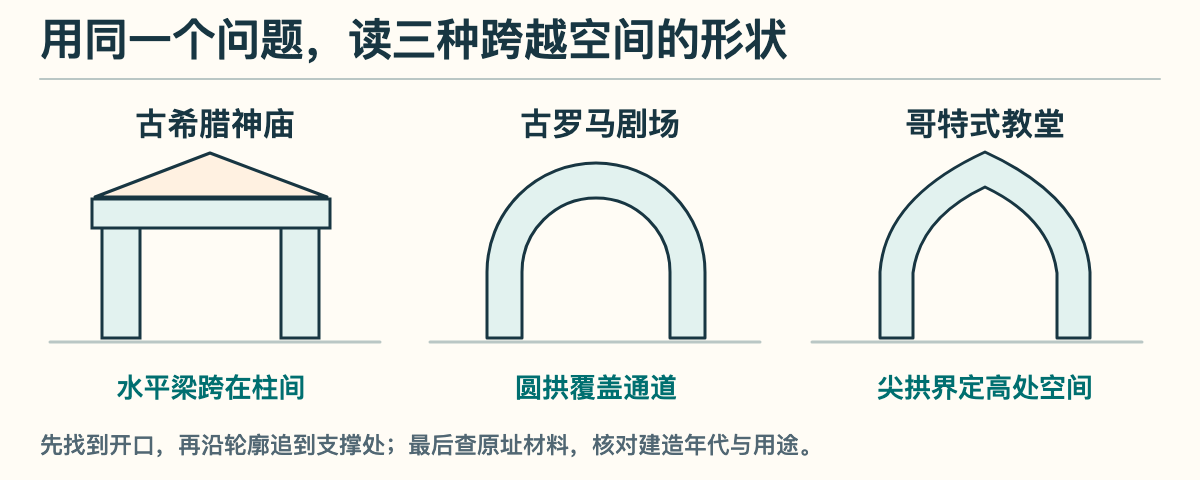 用同一个问题，读三种跨越空间的形状
古希腊神庙
古罗马剧场
哥特式教堂
水平梁跨在柱间
圆拱覆盖通道
尖拱界定高处空间
先找到开口，再沿轮廓追到支撑处；最后查原址材料，核对建造年代与用途。